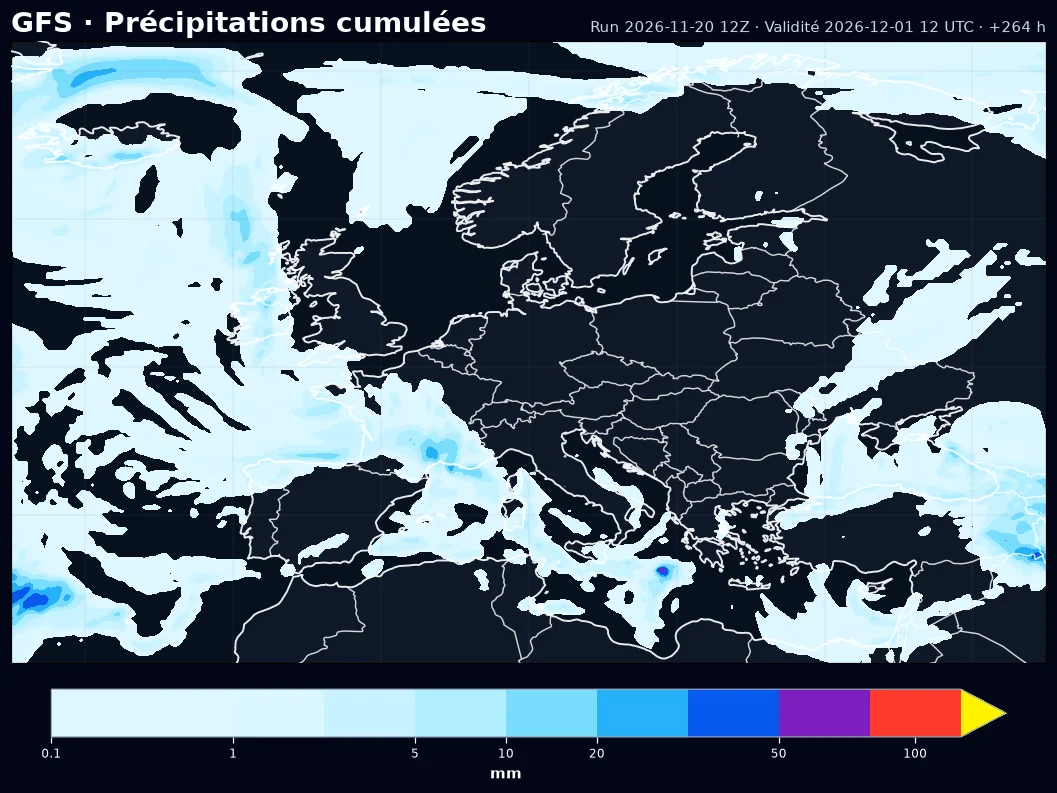 GFS · Précipitations cumulées
Run 2026-11-20 12Z · Validité 2026-12-01 12 UTC · +264 h
0.1 1 5 10 20 50 100
mm